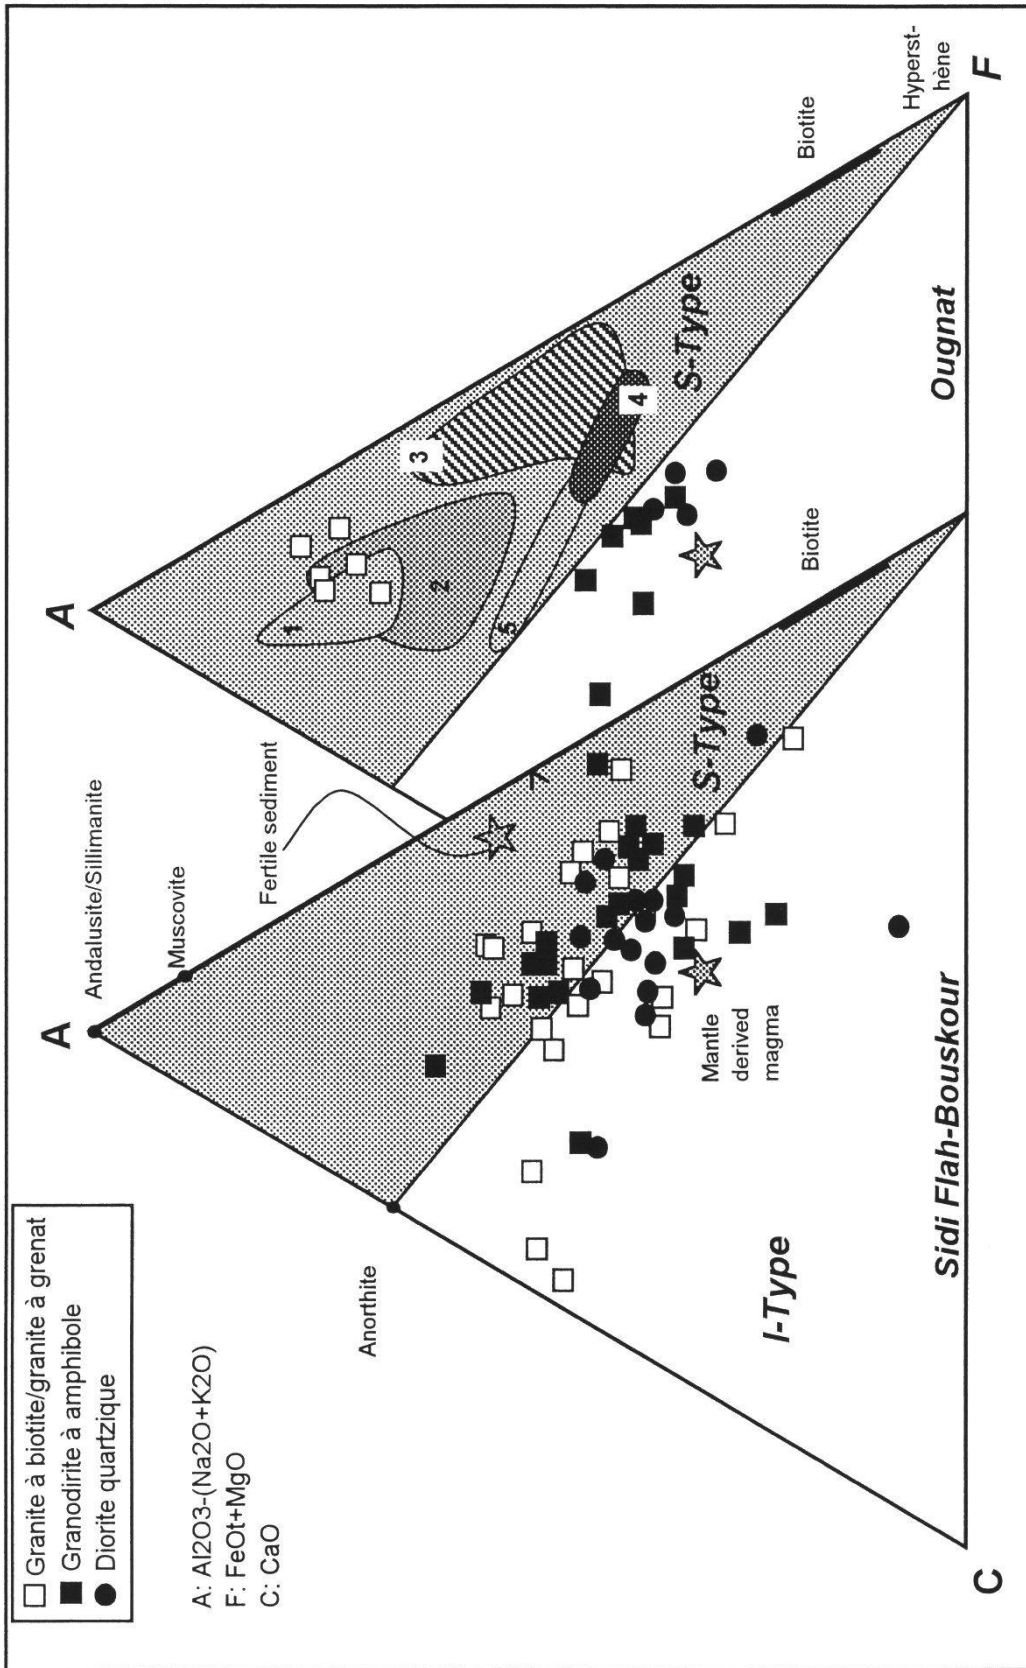 Granite à biotite/granite à grenat
Granodirite à amphibole
Diorite quartzique
A: Al2O3-(Na2O+K2O)
F: FeOt+MgO
C: CaO
A
Andalusite/Sillimanite
Muscovite
Fertile sediment
Anorthite
I-Type
S-Type
Mantle
derived
magma
Biotite
Sidi Flah-Bouskour
C
A
1
2
3
4
5
S-Type
Biotite
Hyperst-
hène
F
Ougnat